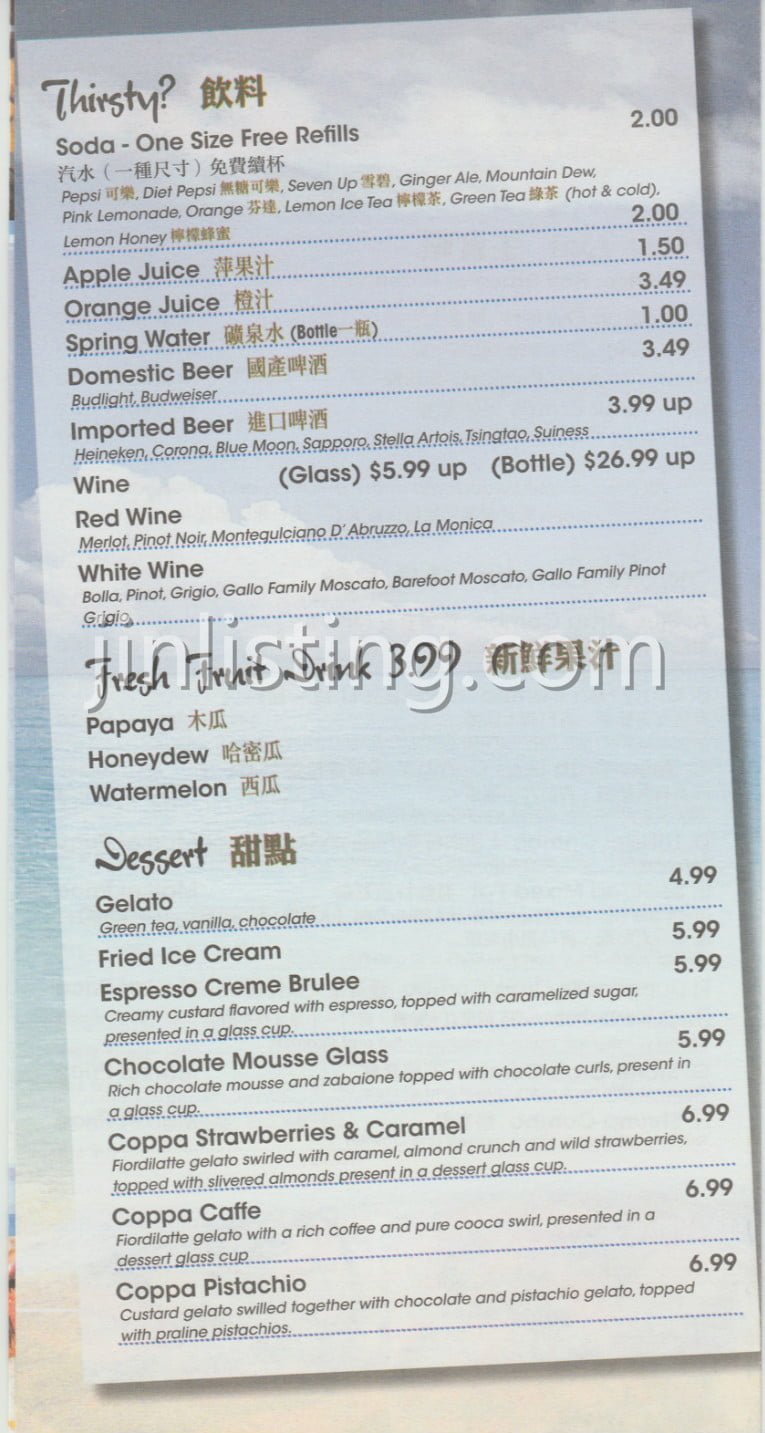 Thirsty? 飲料
Soda - One Size Free Refills 2.00
汽水（一種尺寸）免費續杯
Pepsi 可樂, Diet Pepsi 無糖可樂, Seven Up 雪碧, Ginger Ale, Mountain Dew,
Pink Lemonade, Orange 芬達, Lemon Ice Tea 檸檬茶, Green Tea 綠茶 (hot & cold),
Lemon Honey 檸檬蜂蜜 2.00
Apple Juice 蘋果汁 1.50
Orange Juice 橙汁 3.49
Spring Water 礦泉水 (Bottle一瓶) 1.00
Domestic Beer 國產啤酒 3.49
Budlight, Budweiser
Imported Beer 進口啤酒 3.99 up
Heineken, Corona, Blue Moon, Sapporo, Stella Artois, Tsingtao, Suiness
Wine (Glass) $5.99 up (Bottle) $26.99 up
Red Wine
Merlot, Pinot Noir, Montequlciano D' Abruzzo, La Monica
White Wine
Bolla, Pinot, Grigio, Gallo Family Moscato, Barefoot Moscato, Gallo Family Pinot
Grigio
jinlisting.com
Fresh Fruit Drink 3.99 新鮮果汁
Papaya 木瓜
Honeydew 哈密瓜
Watermelon 西瓜
Dessert 甜點
Gelato 4.99
Green tea, vanilla, chocolate
Fried Ice Cream 5.99
Espresso Creme Brulee 5.99
Creamy custard flavored with espresso, topped with caramelized sugar,
presented in a glass cup.
Chocolate Mousse Glass 5.99
Rich chocolate mousse and zabaione topped with chocolate curls, present in
a glass cup.
Coppa Strawberries & Caramel 6.99
Fiordilatte gelato swirled with caramel, almond crunch and wild strawberries,
topped with slivered almonds present in a dessert glass cup.
Coppa Caffe 6.99
Fiordilatte gelato with a rich coffee and pure cooca swirl, presented in a
dessert glass cup
Coppa Pistachio 6.99
Custard gelato swilled together with chocolate and pistachio gelato, topped
with praline pistachios.